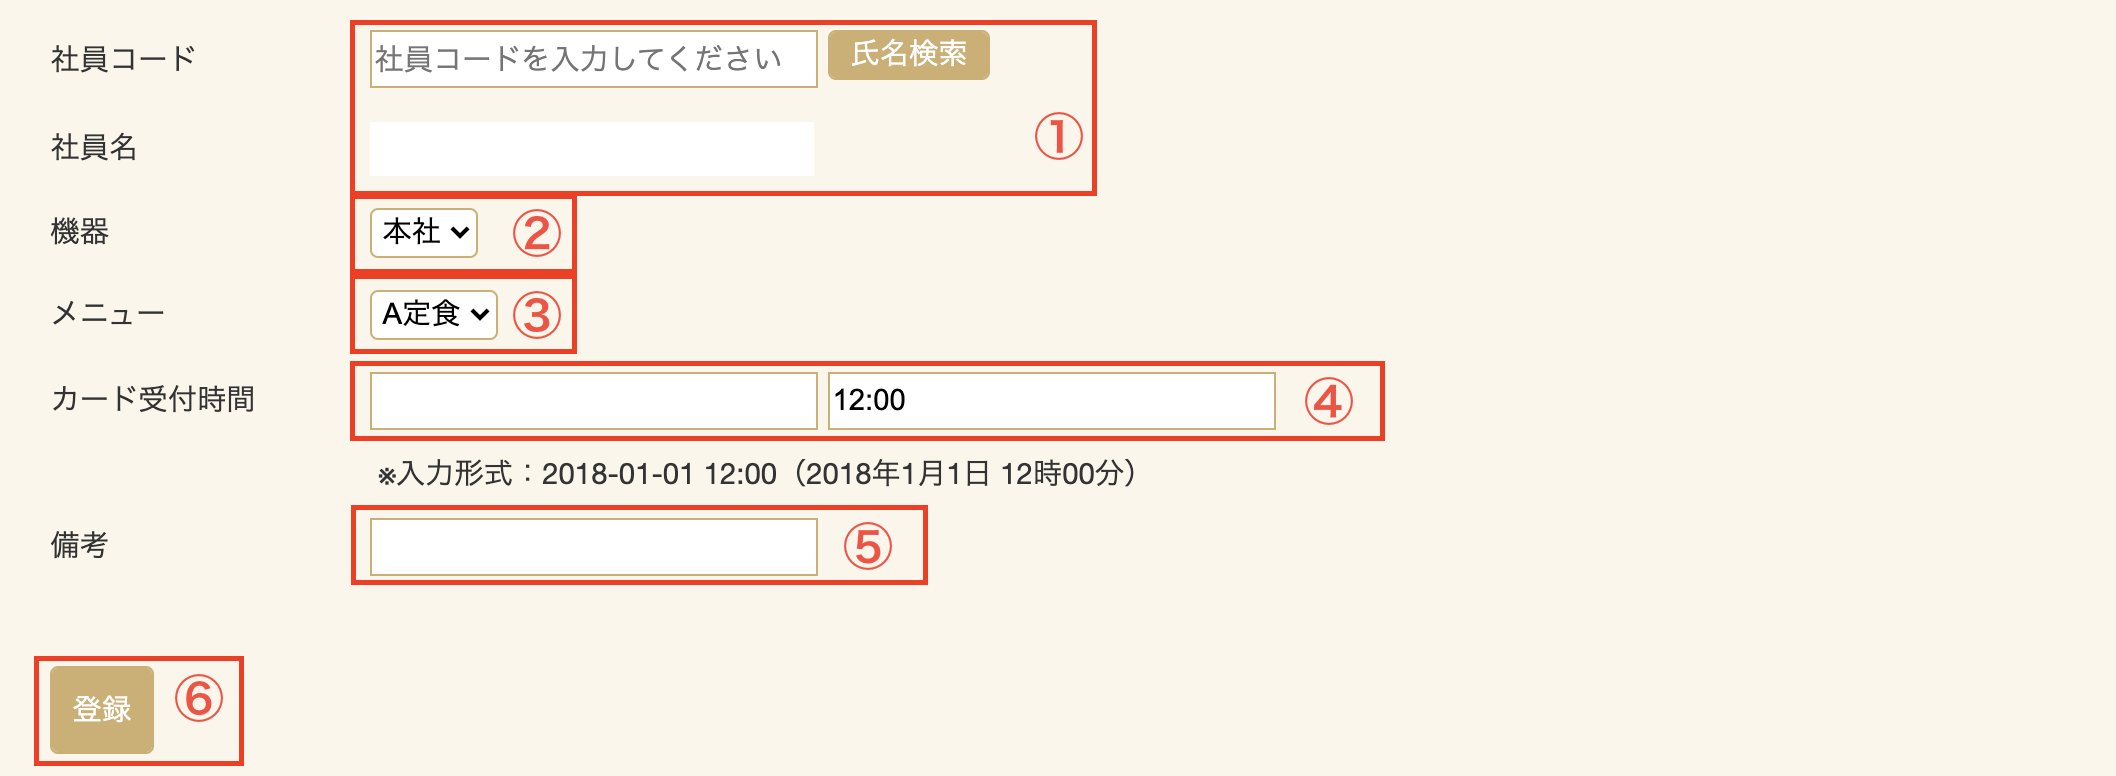 社員コード 社員コードを入力してください 氏名検索
①
社員名
機器 本社 ②
メニュー A定食 ③
カード受付時間 12:00 ④
※入力形式：2018-01-01 12:00（2018年1月1日 12時00分）
備考 ⑤
登録 ⑥